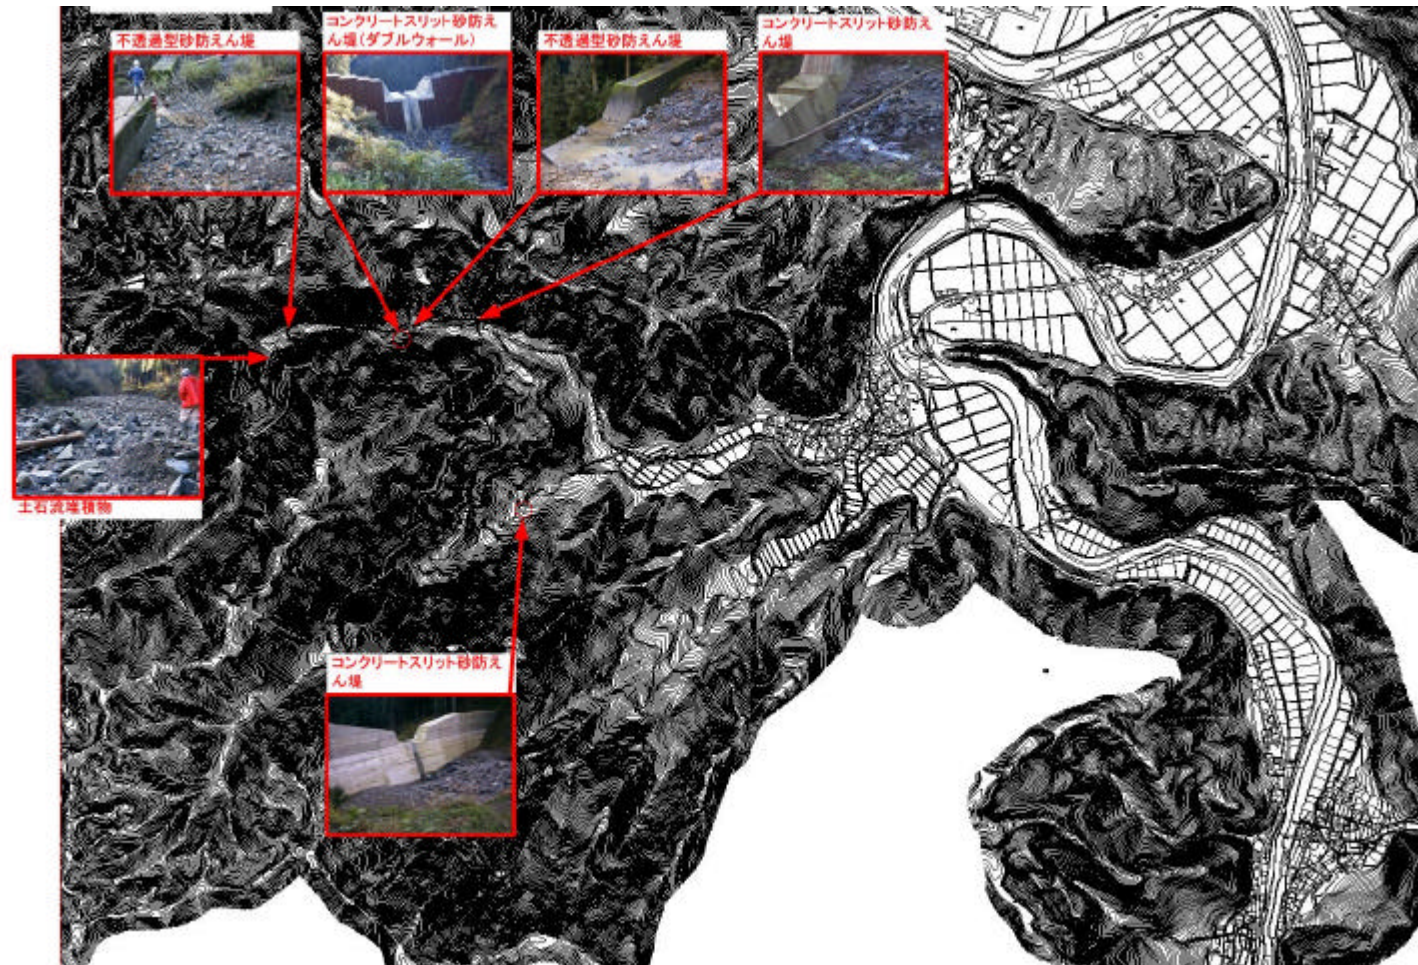 不透過型砂防えん堤
コンクリートスリット砂防え
ん堤(ダブルウォール)
不透過型砂防えん堤
コンクリートスリット砂防え
ん堤
土石流堆積物
コンクリートスリット砂防え
ん堤